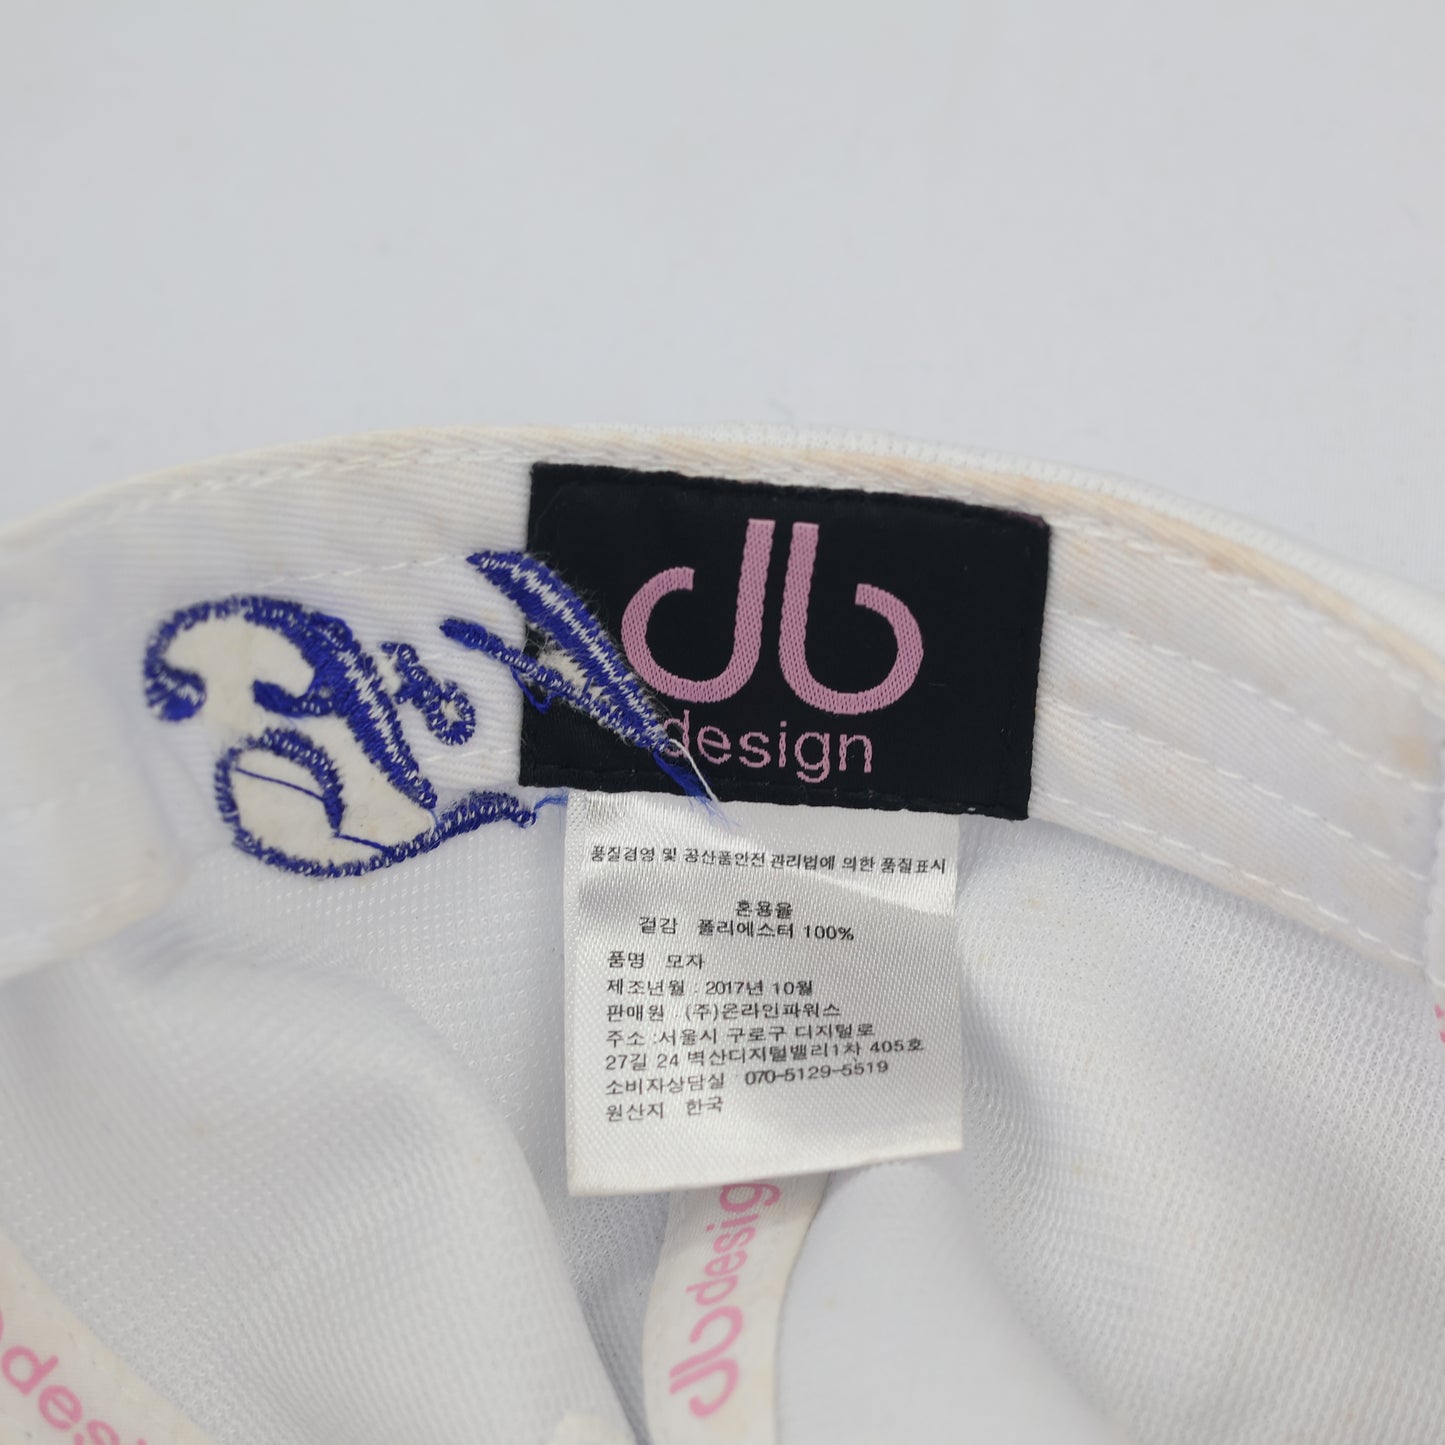 db
design
품질경영 및 공산품안전 관리법에 의한 품질표시
혼용율
겉감 폴리에스터 100%
품명 모자
제조년월 : 2017년 10월
판매원 : (주)온라인파워스
주소 :서울시 구로구 디지털로
27길 24 벽산디지털밸리1차 405호
소비자상담실 070-5129-5519
원산지 한국
db design
desi